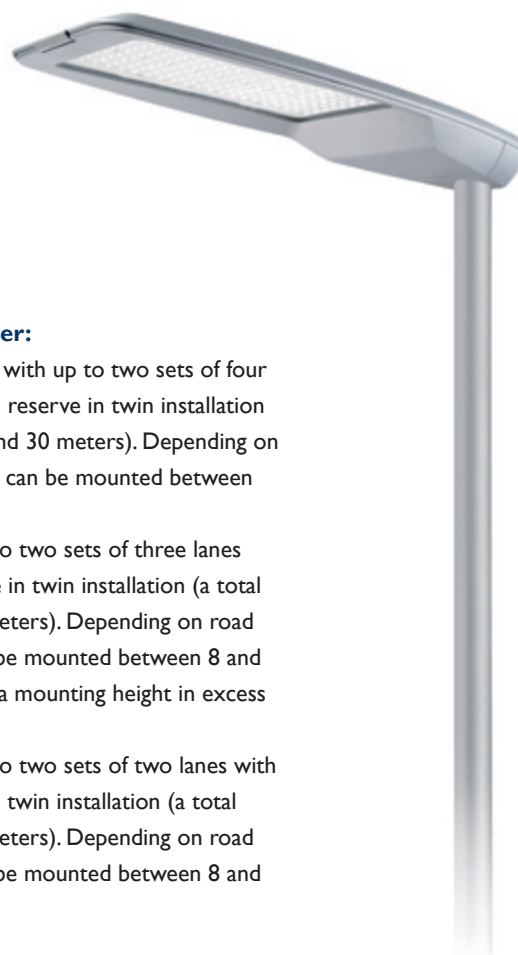 er:
with up to two sets of four
reserve in twin installation
nd 30 meters). Depending on
can be mounted between
o two sets of three lanes
in twin installation (a total
eters). Depending on road
be mounted between 8 and
a mounting height in excess
o two sets of two lanes with
twin installation (a total
eters). Depending on road
be mounted between 8 and